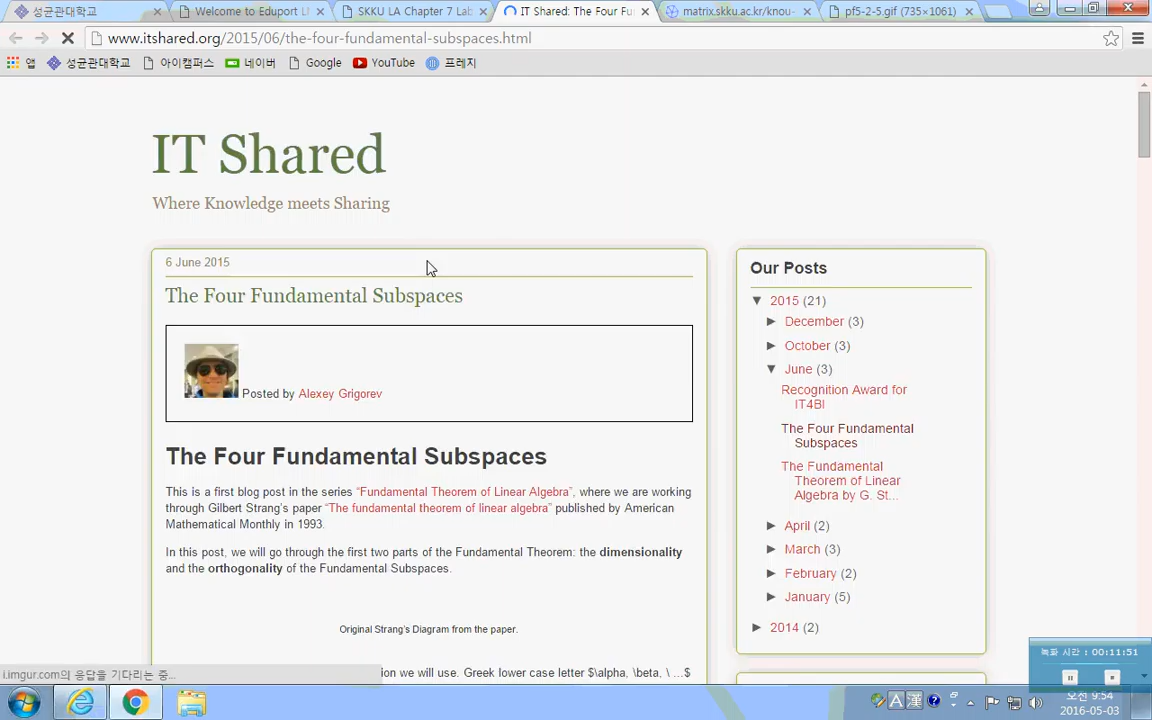 성균관대학교
Welcome to Eduport L
SKKU LA Chapter 7 Lab
IT Shared: The Four Fu
matrix.skku.ac.kr/knou-
pf5-2-5.gif (735×1061)
www.itshared.org/2015/06/the-four-fundamental-subspaces.html
앱 성균관대학교 아이캠퍼스 네이버 Google YouTube 프레지
IT Shared
Where Knowledge meets Sharing
6 June 2015
The Four Fundamental Subspaces
Posted by Alexey Grigorev
The Four Fundamental Subspaces
This is a first blog post in the series “Fundamental Theorem of Linear Algebra”, where we are working
through Gilbert Strang’s paper “The fundamental theorem of linear algebra” published by American
Mathematical Monthly in 1993.
In this post, we will go through the first two parts of the Fundamental Theorem: the dimensionality
and the orthogonality of the Fundamental Subspaces.
Original Strang’s Diagram from the paper.
ion we will use. Greek lower case letter $\alpha, \beta, \ ...$
Our Posts
▼ 2015 (21)
► December (3)
► October (3)
▼ June (3)
Recognition Award for
IT4BI
The Four Fundamental
Subspaces
The Fundamental
Theorem of Linear
Algebra by G. St...
► April (2)
► March (3)
► February (2)
► January (5)
► 2014 (2)
i.imgur.com의 응답을 기다리는 중...
녹화 시간 : 00:11:51
A 漢
오전 9:54
2016-05-03